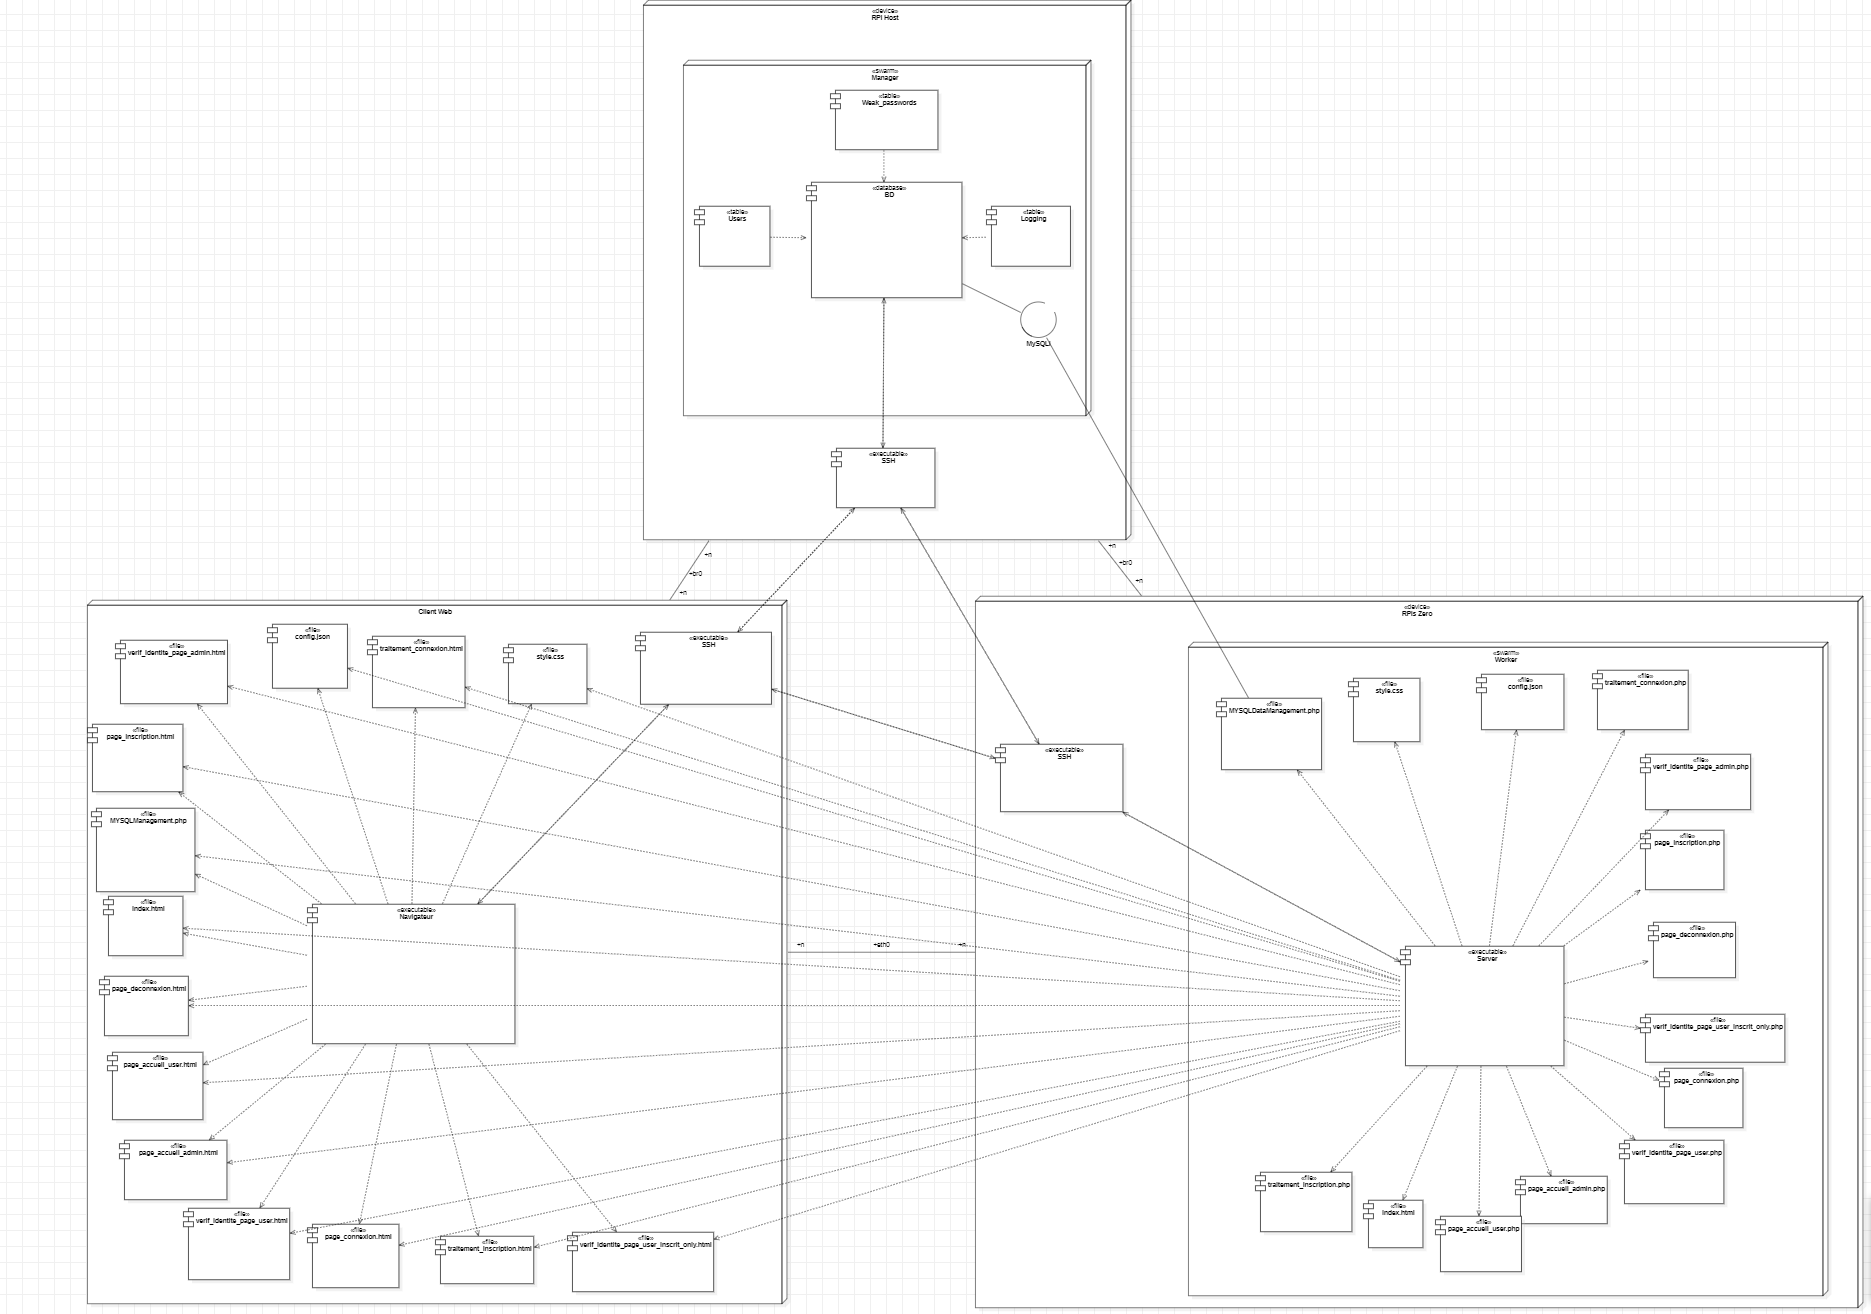 «device»
RPI Host
«swarm»
Manager
«table»
Weak_passwords
«database»
BD
«table»
Users
«table»
Logging
MySQLi
«executable»
SSH
+n
+br0
+n
+n
+br0
+n
Client Web
«file»
verif_identite_page_admin.html
«file»
config.json
«file»
traitement_connexion.html
«file»
style.css
«executable»
SSH
«file»
page_inscription.html
«file»
MYSQLManagement.php
«file»
index.html
«executable»
Navigateur
«file»
page_deconnexion.html
«file»
page_accueil_user.html
«file»
page_accueil_admin.html
«file»
verif_identite_page_user.html
«file»
page_connexion.html
«file»
traitement_inscription.html
«file»
verif_identite_page_user_inscrit_only.html
+n
+eth0
+n
«device»
RPIs Zero
«executable»
SSH
«swarm»
Worker
«file»
MYSQLDataManagement.php
«file»
style.css
«file»
config.json
«file»
traitement_connexion.php
«file»
verif_identite_page_admin.php
«file»
page_inscription.php
«file»
page_deconnexion.php
«executable»
Server
«file»
verif_identite_page_user_inscrit_only.php
«file»
page_connexion.php
«file»
verif_identite_page_user.php
«file»
traitement_inscription.php
«file»
index.html
«file»
page_accueil_admin.php
«file»
page_accueil_user.php